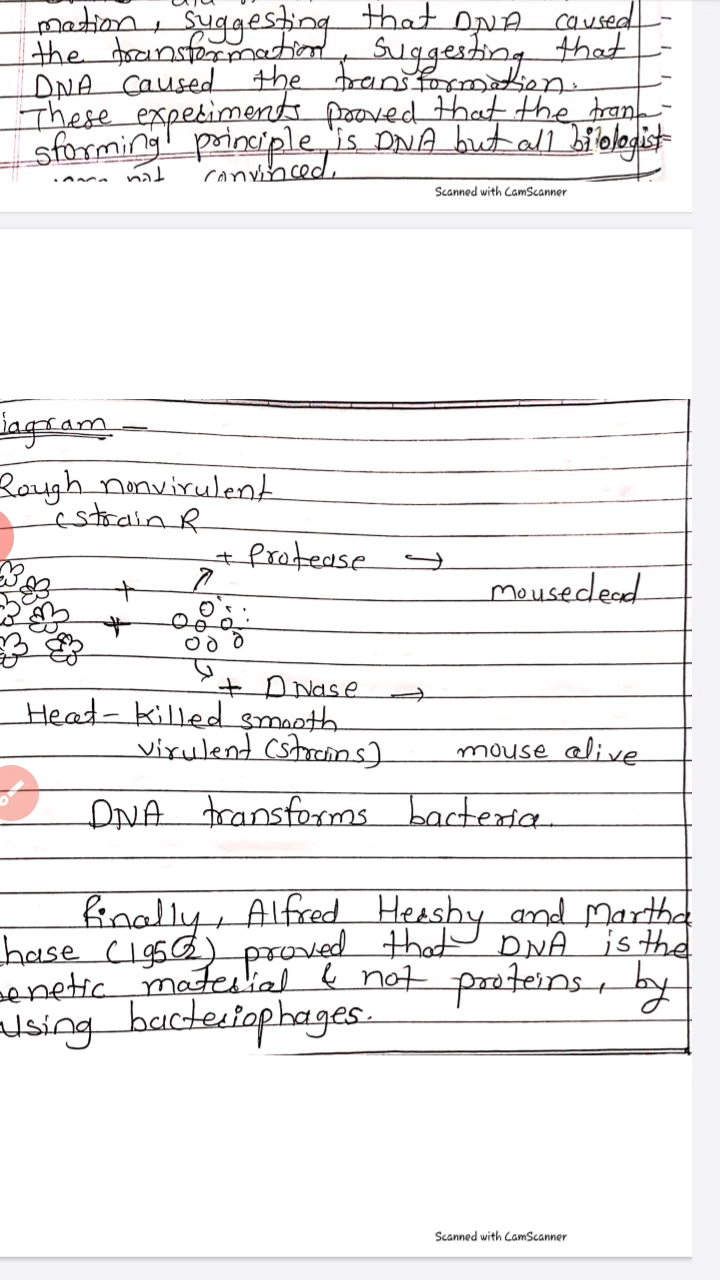 mation, suggesting that DNA caused
the transformation, suggesting that
DNA caused the transformation.
These experiments proved that the tran-
sforming principle is DNA but all biologist
not convinced.
Scanned with CamScanner
iagram -
Rough nonvirulent
(strain R
+ Protease →
mouse dead
+
+
+ DNase →
Heat-killed smooth
virulent (strains)
mouse alive
DNA transforms bacteria.
Finally, Alfred Hershy and Martha
hase (1952) proved that DNA is the
enetic material & not proteins, by
using bacteriophages.
Scanned with CamScanner